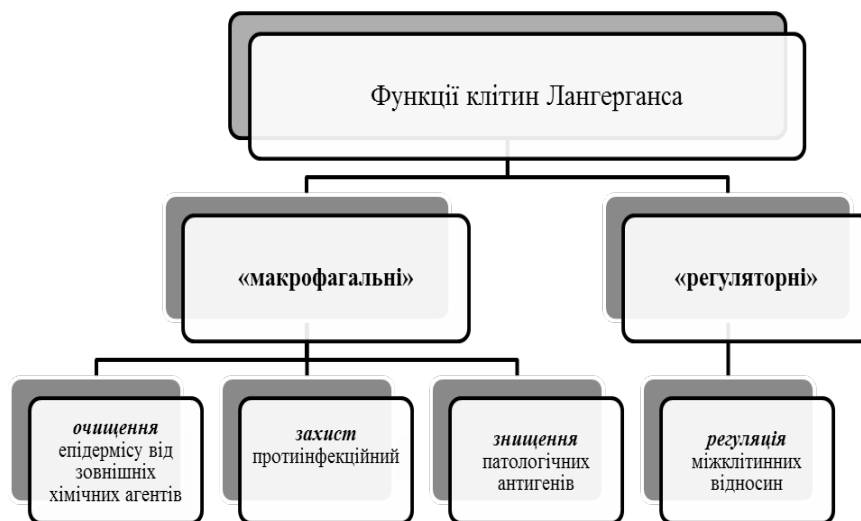 Функції клітин Лангерганса
«макрофагальні»
«регуляторні»
очищення
епідермісу від
зовнішніх
хімічних агентів
захист
протиінфекційний
знищення
патологічних
антигенів
регуляція
міжклітинних
відносин